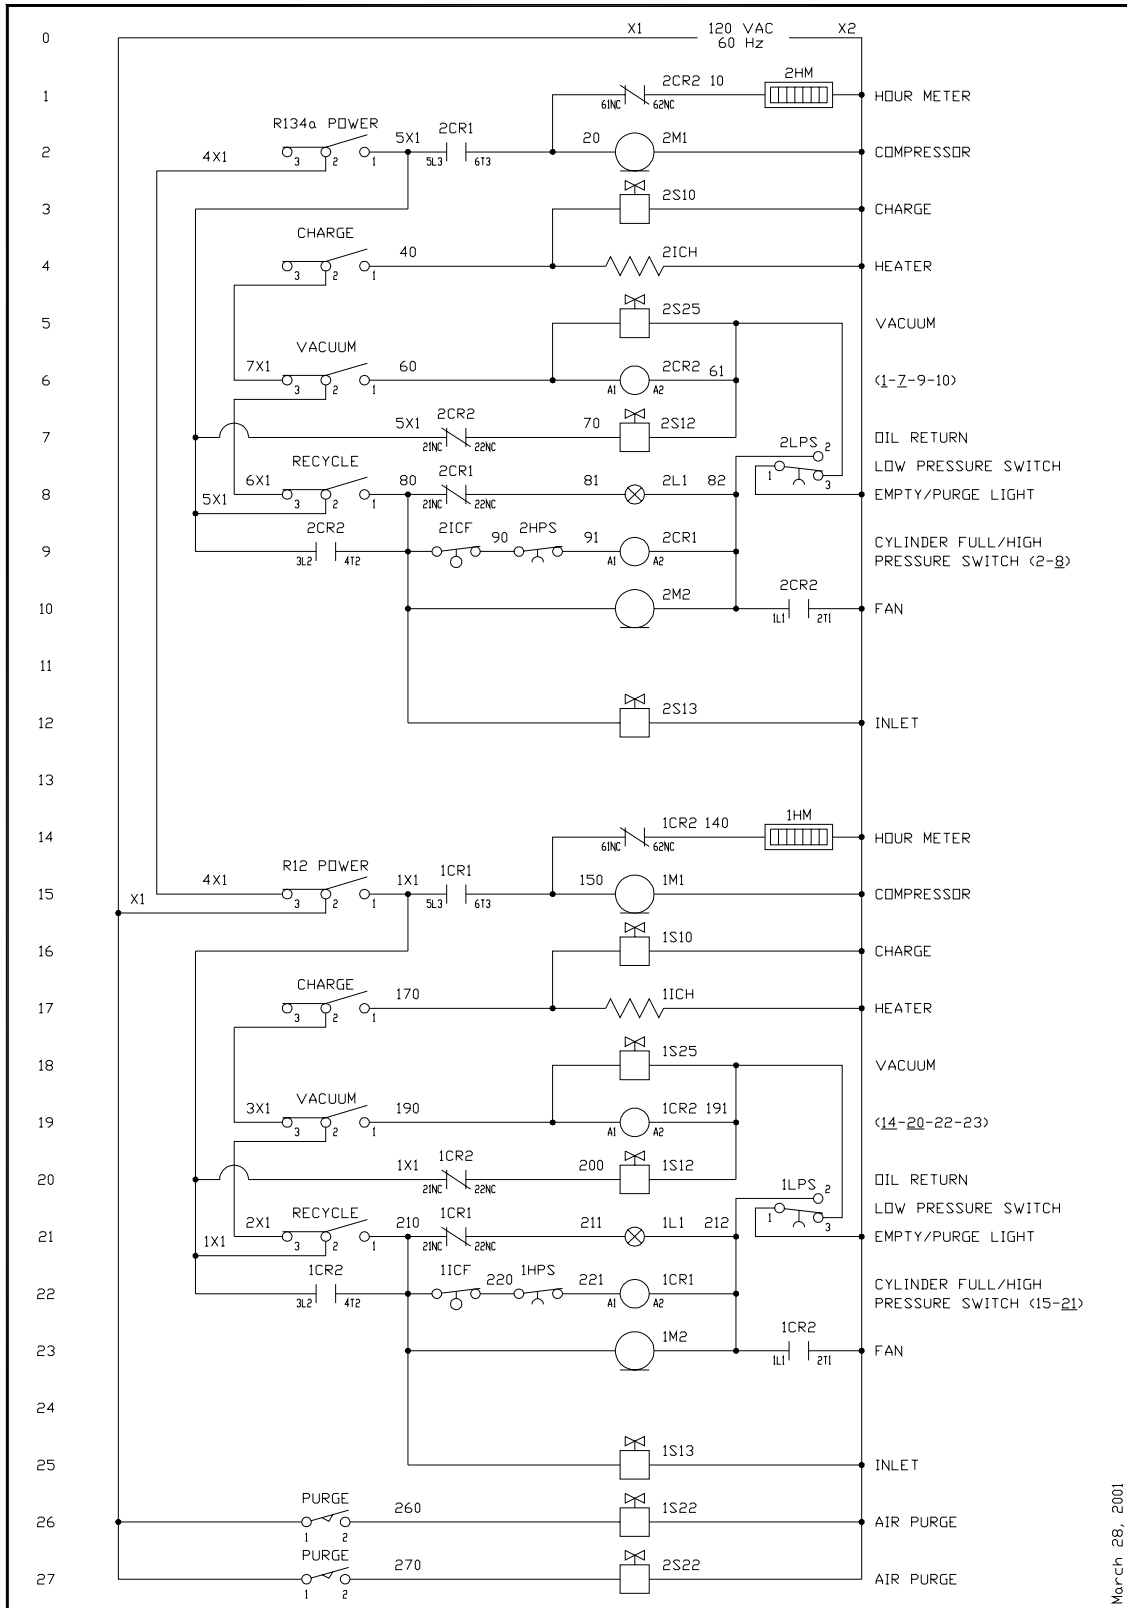 0 X1 120 VAC X2
60 Hz
1 2CR2 10 2HM HOUR METER
61NC 62NC
R134a POWER
2 4X1 3 2 1 5X1 2CR1 20 2M1 COMPRESSOR
5L3 6T3
3 2S10 CHARGE
CHARGE
4 3 2 1 40 2ICH HEATER
5 2S25 VACUUM
VACUUM
6 7X1 3 2 1 60 2CR2 61 (1-7-9-10)
A1 A2
7 5X1 2CR2 70 2S12 OIL RETURN
21NC 22NC
2LPS 2 1 3 LOW PRESSURE SWITCH
RECYCLE
8 6X1 3 2 1 80 2CR1 81 2L1 82 EMPTY/PURGE LIGHT
21NC 22NC
5X1
9 2CR2 2ICF 90 2HPS 91 2CR1 CYLINDER FULL/HIGH
3L2 4T2 A1 A2 PRESSURE SWITCH (2-8)
10 2M2 2CR2 FAN
1L1 2T1
11
12 2S13 INLET
13
14 1CR2 140 1HM HOUR METER
61NC 62NC
R12 POWER
15 X1 4X1 3 2 1 1X1 1CR1 150 1M1 COMPRESSOR
5L3 6T3
16 1S10 CHARGE
CHARGE
17 3 2 1 170 1ICH HEATER
18 1S25 VACUUM
VACUUM
19 3X1 3 2 1 190 1CR2 191 (14-20-22-23)
A1 A2
20 1X1 1CR2 200 1S12 OIL RETURN
21NC 22NC
1LPS 2 1 3 LOW PRESSURE SWITCH
RECYCLE
21 2X1 3 2 1 210 1CR1 211 1L1 212 EMPTY/PURGE LIGHT
21NC 22NC
1X1
22 1CR2 1ICF 220 1HPS 221 1CR1 CYLINDER FULL/HIGH
3L2 4T2 A1 A2 PRESSURE SWITCH (15-21)
23 1M2 1CR2 FAN
1L1 2T1
24
25 1S13 INLET
PURGE
26 1 2 260 1S22 AIR PURGE
PURGE
27 1 2 270 2S22 AIR PURGE
March 28, 2001